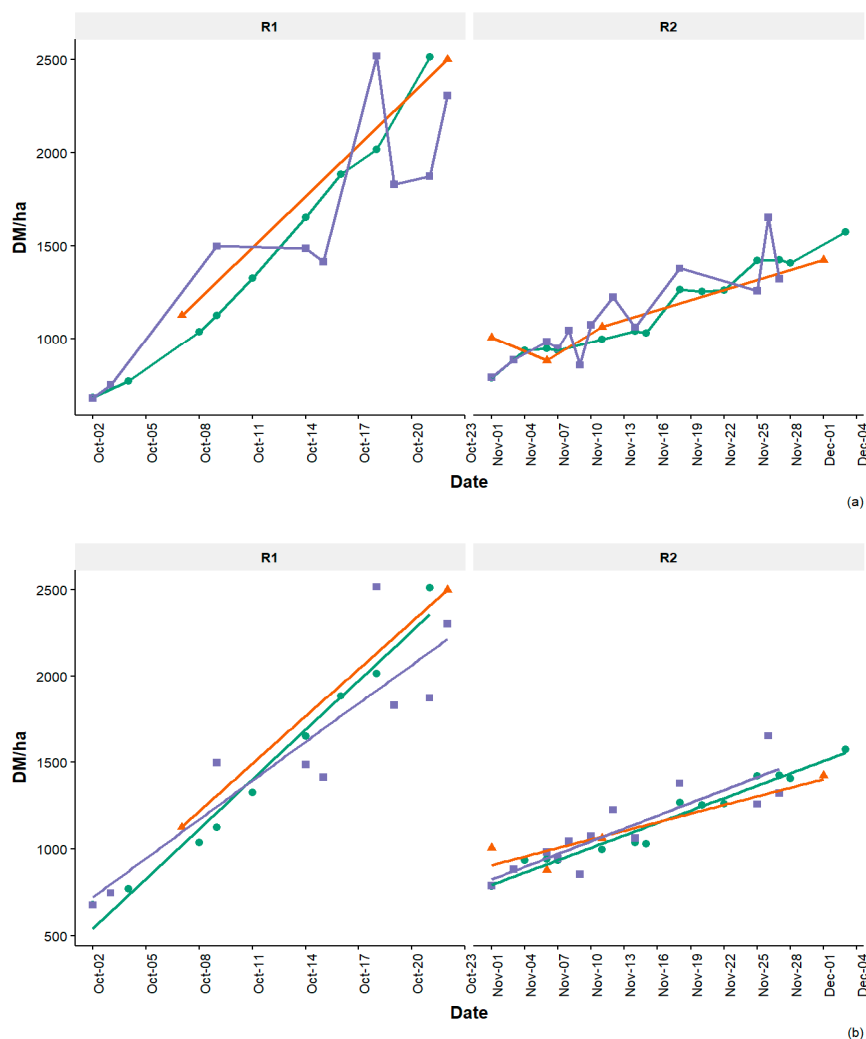 R1 R2
DM/ha
2500
2000
1500
1000
Oct-02 Oct-05 Oct-08 Oct-11 Oct-14 Oct-17 Oct-20 Oct-23 Nov-01 Nov-04 Nov-07 Nov-10 Nov-13 Nov-16 Nov-19 Nov-22 Nov-25 Nov-28 Dec-01 Dec-04
Date
(a)
R1 R2
DM/ha
2500
2000
1500
1000
500
Oct-02 Oct-05 Oct-08 Oct-11 Oct-14 Oct-17 Oct-20 Oct-23 Nov-01 Nov-04 Nov-07 Nov-10 Nov-13 Nov-16 Nov-19 Nov-22 Nov-25 Nov-28 Dec-01 Dec-04
Date
(b)